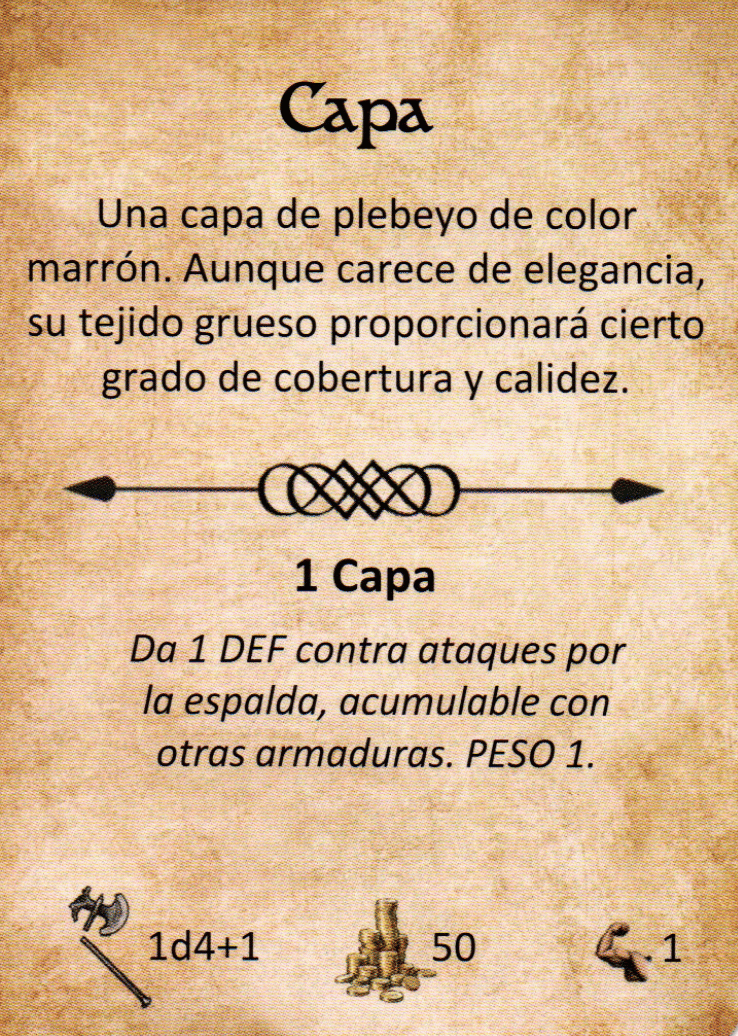 Capa
Una capa de plebeyo de color
marrón. Aunque carece de elegancia,
su tejido grueso proporcionará cierto
grado de cobertura y calidez.
1 Capa
Da 1 DEF contra ataques por
la espalda, acumulable con
otras armaduras. PESO 1.
1d4+1 50 1